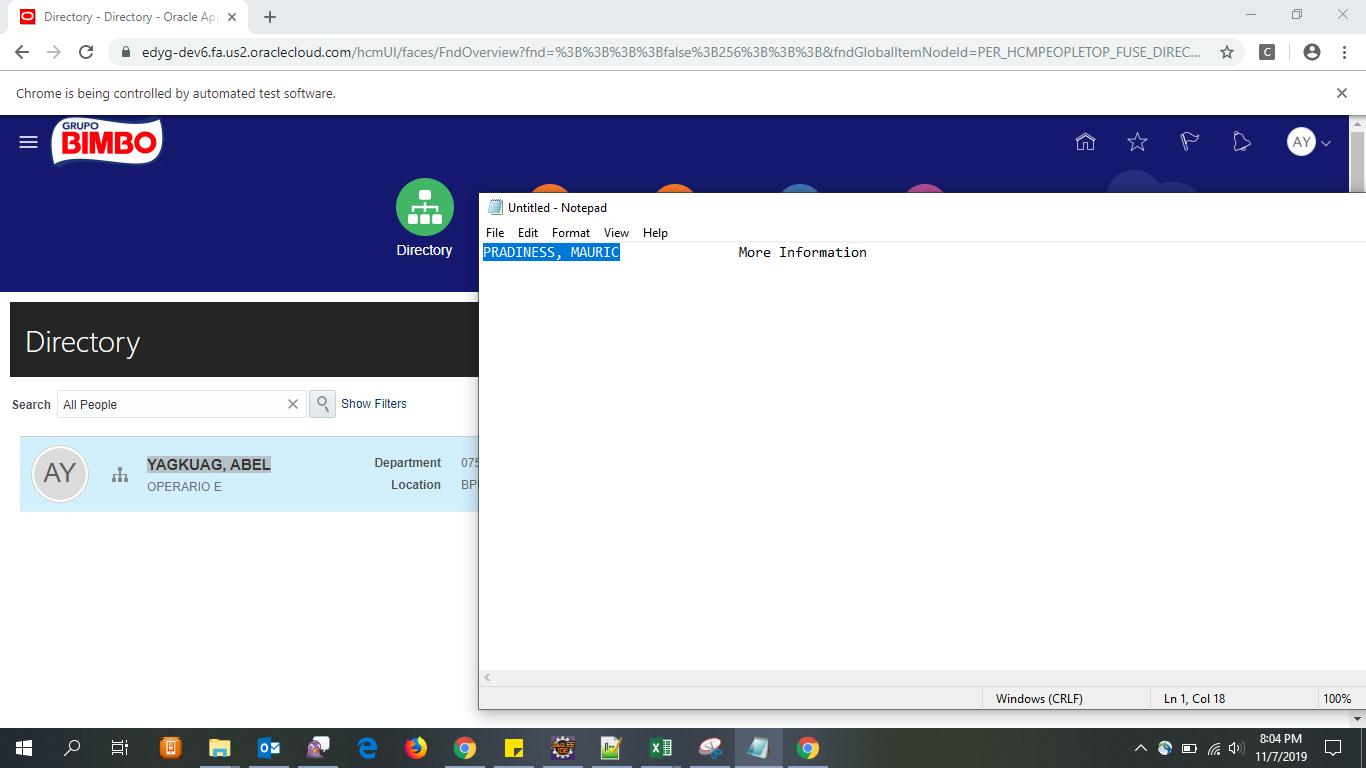 Directory - Directory - Oracle Ap
edyg-dev6.fa.us2.oraclecloud.com/hcmUI/faces/FndOverview?fnd=%3B%3B%3B%3Bfalse%3B256%3B%3B%3B&fndGlobalItemNodeId=PER_HCMPEOPLETOP_FUSE_DIREC...
C
Chrome is being controlled by automated test software.
GRUPO
BIMBO
AY
Directory
Untitled - Notepad
File Edit Format View Help
PRADINESS, MAURIC More Information
Directory
Search All People Show Filters
AY
YAGKUAG, ABEL
OPERARIO E
Department 075
Location
Windows (CRLF) Ln 1, Col 18 100%
8:04 PM
11/7/2019